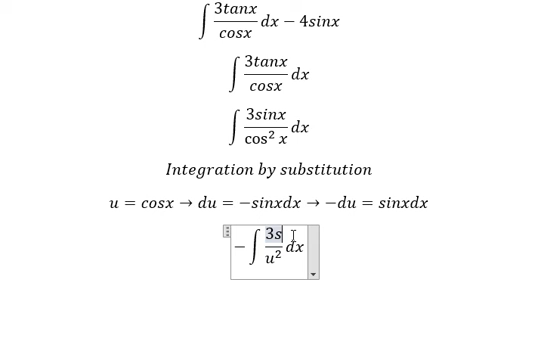 ∫ 3tanx/cosx dx − 4sinx
∫ 3tanx/cosx dx
∫ 3sinx/cos² x dx
Integration by substitution
u = cosx → du = −sinxdx → −du = sinxdx
− ∫ 3s/u² dx